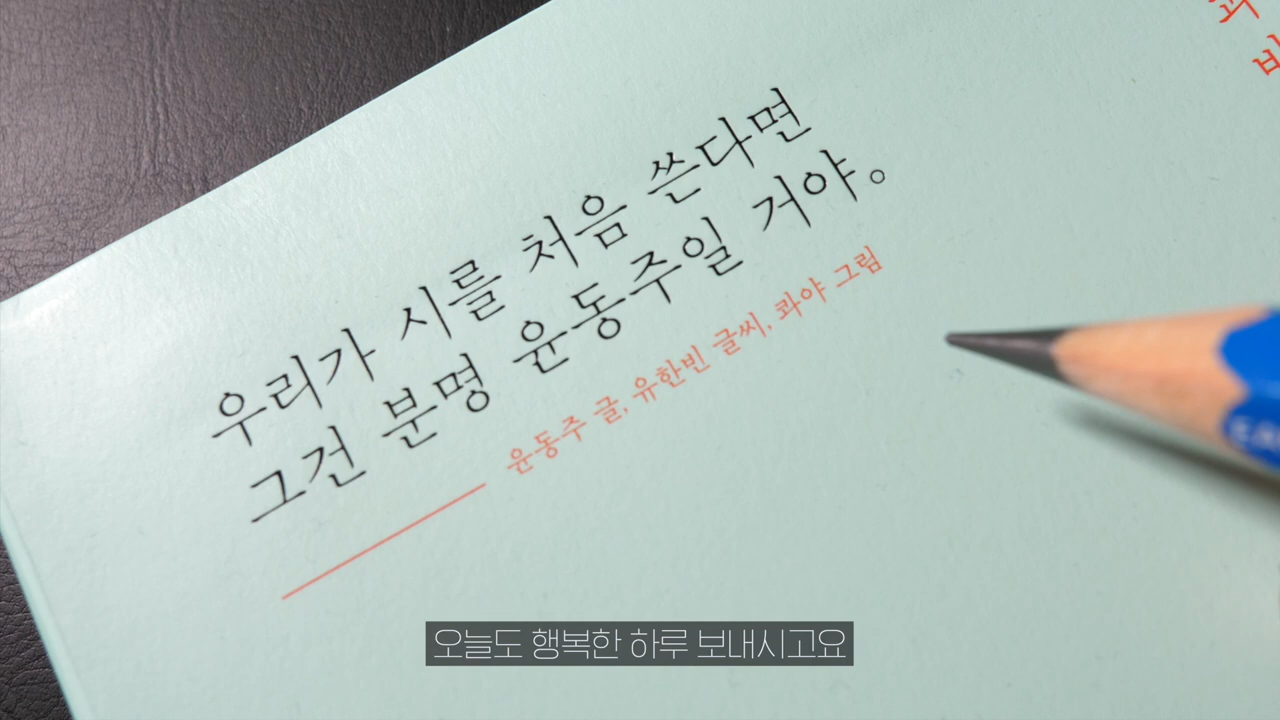 우리가 시를 처음 쓴다면
그건 분명 윤동주일 거야。
윤동주 글, 유한빈 글씨, 콰야 그림
오늘도 행복한 하루 보내시고요